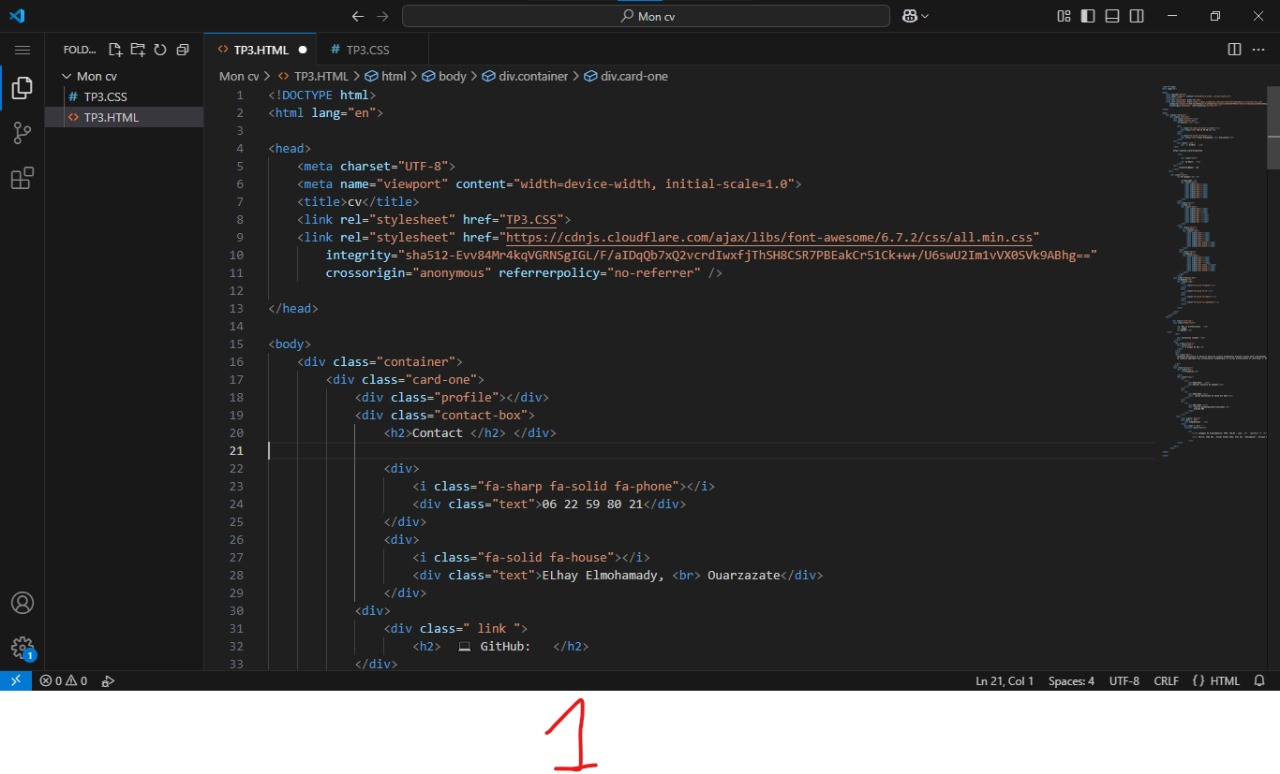 Mon cv
FOLD...
TP3.HTML
# TP3.CSS
Mon cv
# TP3.CSS
<> TP3.HTML
Mon cv > <> TP3.HTML > html > body > div.container > div.card-one
1 <!DOCTYPE html>
2 <html lang="en">
3
4 <head>
5 <meta charset="UTF-8">
6 <meta name="viewport" content="width=device-width, initial-scale=1.0">
7 <title>cv</title>
8 <link rel="stylesheet" href="TP3.CSS">
9 <link rel="stylesheet" href="https://cdnjs.cloudflare.com/ajax/libs/font-awesome/6.7.2/css/all.min.css"
10 integrity="sha512-Evv84Mr4kqVGRNSgIGL/F/aIDqQb7xQ2vcrdIwxfjThSH8CSR7PBEakCr51Ck+w+/U6swU2Im1vVX0SVk9ABhg=="
11 crossorigin="anonymous" referrerpolicy="no-referrer" />
12
13 </head>
14
15 <body>
16 <div class="container">
17 <div class="card-one">
18 <div class="profile"></div>
19 <div class="contact-box">
20 <h2>Contact </h2> </div>
21
22 <div>
23 <i class="fa-sharp fa-solid fa-phone"></i>
24 <div class="text">06 22 59 80 21</div>
25 </div>
26 <div>
27 <i class="fa-solid fa-house"></i>
28 <div class="text">ELhay Elmohamady, <br> Ouarzazate</div>
29 </div>
30 <div>
31 <div class=" link ">
32 <h2> 💻 GitHub: </h2>
33 </div>
0 0
Ln 21, Col 1 Spaces: 4 UTF-8 CRLF {} HTML
1
1